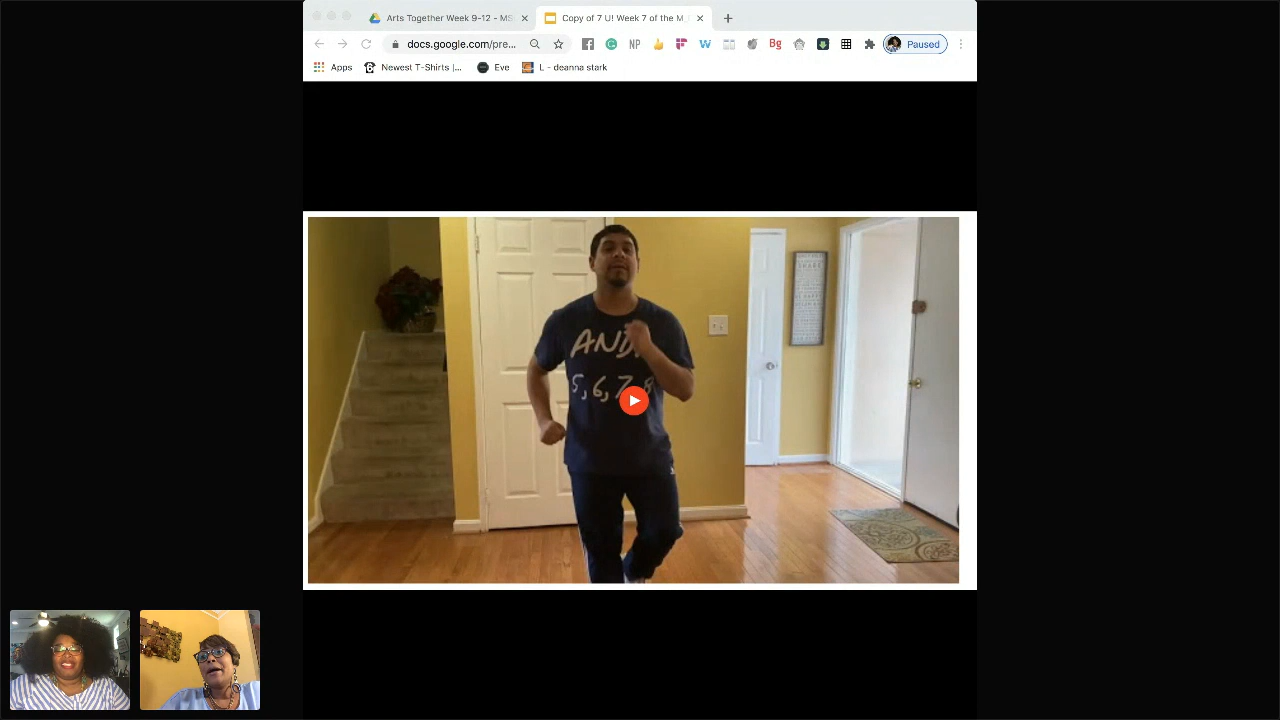 Arts Together Week 9-12 - MS
Copy of 7 U! Week 7 of the M
docs.google.com/pre...
NP
W
Bg
Paused
Apps
Newest T-Shirts |...
Eve
L - deanna stark
AND
5, 6, 7, 8